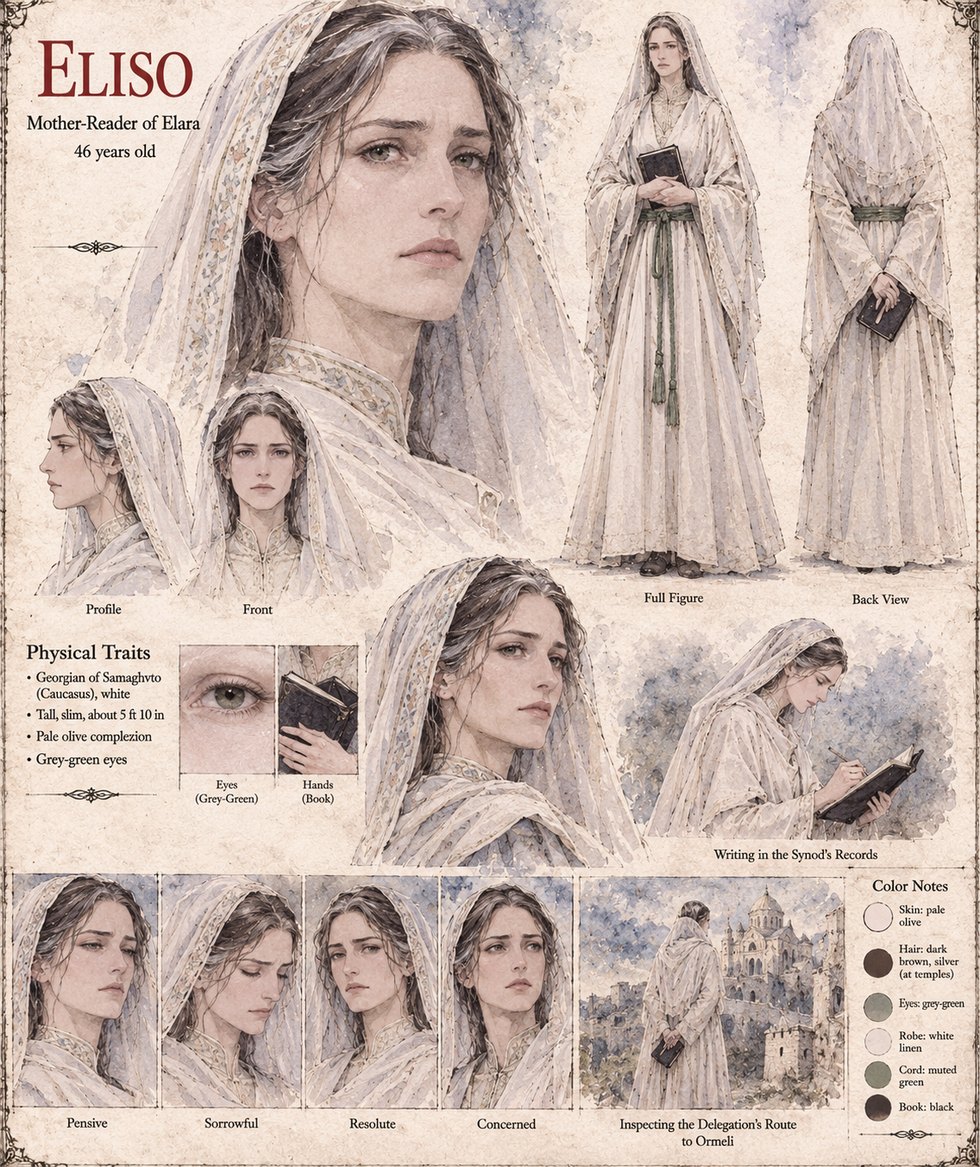 ELISO
Mother-Reader of Elara
46 years old
Profile
Front
Full Figure
Back View
Physical Traits
• Georgian of Samaghvto
(Caucasus), white
• Tall, slim, about 5 ft 10 in
• Pale olive complezion
• Grey-green eyes
Eyes
(Grey-Green)
Hands
(Book)
Writing in the Synod's Records
Pensive
Sorrowful
Resolute
Concerned
Inspecting the Delegation's Route
to Ormeli
Color Notes
Skin: pale
olive
Hair: dark
brown, silver
(at temples)
Eyes: grey-green
Robe: white
linen
Cord: muted
green
Book: black